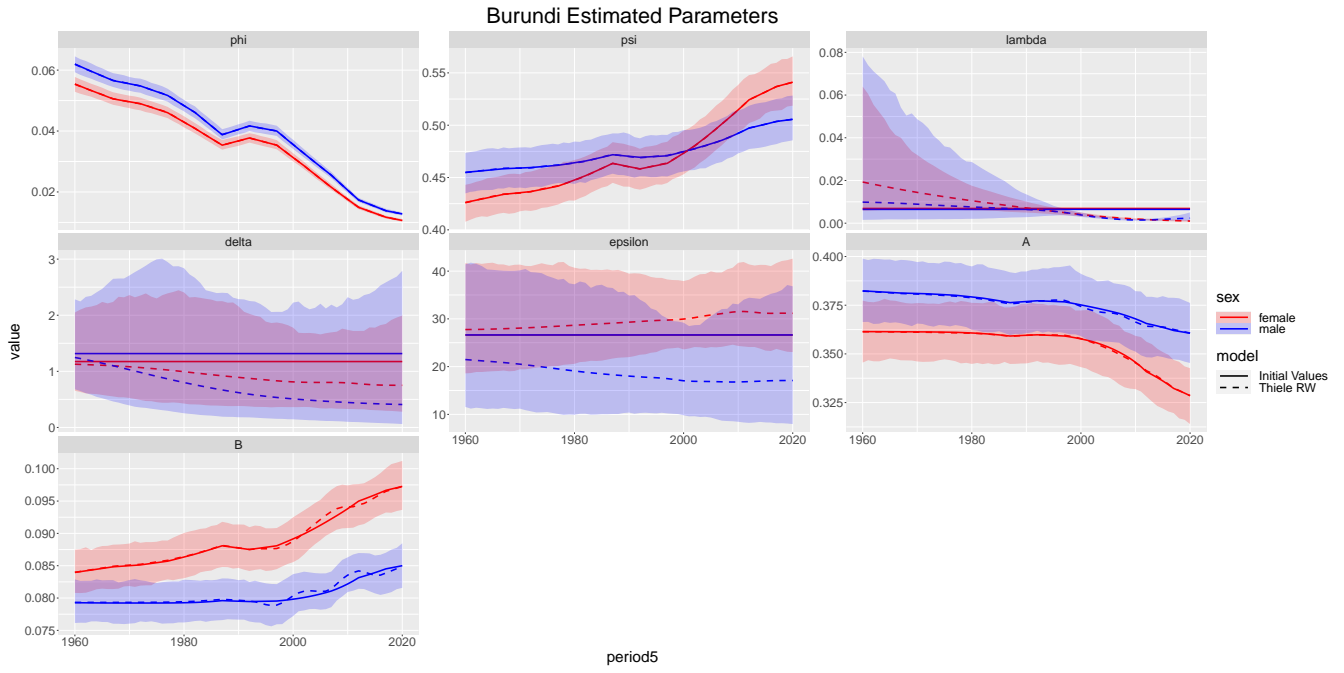 Burundi Estimated Parameters
phi
psi
lambda
0.06
0.04
0.02
0.55
0.50
0.45
0.40
0.08
0.06
0.04
0.02
0.00
delta
epsilon
A
3
2
1
0
40
30
20
10
0.400
0.375
0.350
0.325
1960
1980
2000
2020
1960
1980
2000
2020
B
0.100
0.095
0.090
0.085
0.080
0.075
1960
1980
2000
2020
value
period5
sex
female
male
model
Initial Values
Thiele RW